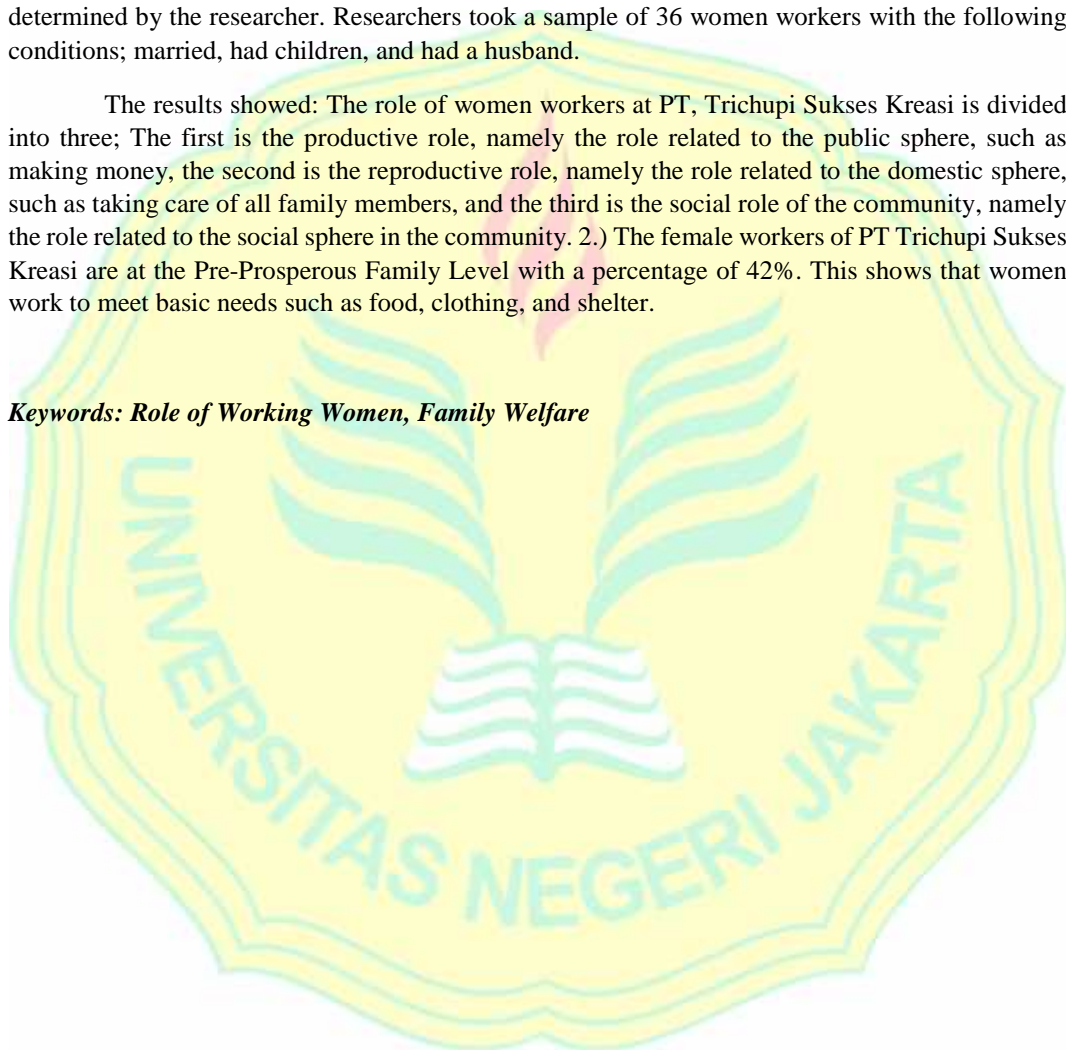 determined by the researcher. Researchers took a sample of 36 women workers with the following
conditions; married, had children, and had a husband.
The results showed: The role of women workers at PT, Trichupi Sukses Kreasi is divided
into three; The first is the productive role, namely the role related to the public sphere, such as
making money, the second is the reproductive role, namely the role related to the domestic sphere,
such as taking care of all family members, and the third is the social role of the community, namely
the role related to the social sphere in the community. 2.) The female workers of PT Trichupi Sukses
Kreasi are at the Pre-Prosperous Family Level with a percentage of 42%. This shows that women
work to meet basic needs such as food, clothing, and shelter.
Keywords: Role of Working Women, Family Welfare
UNIVERSITAS NEGERI JAKARTA